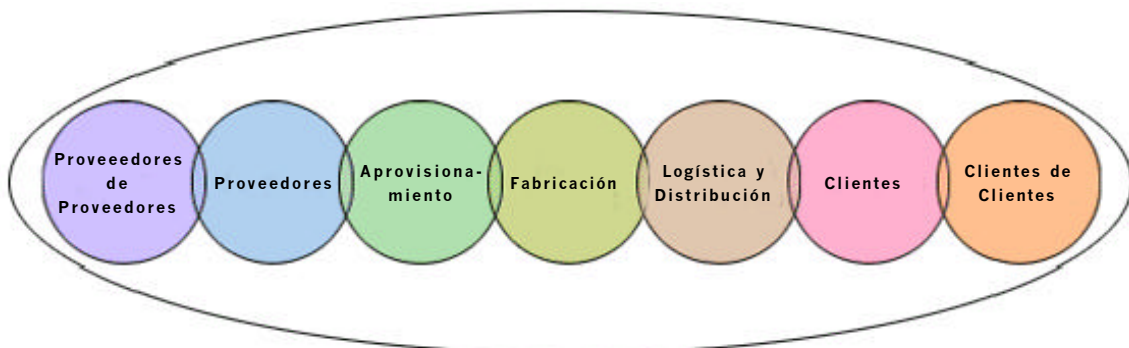 Proveeedores
de
Proveedores
Proveedores
Aprovisiona-
miento
Fabricación
Logística y
Distribución
Clientes
Clientes de
Clientes